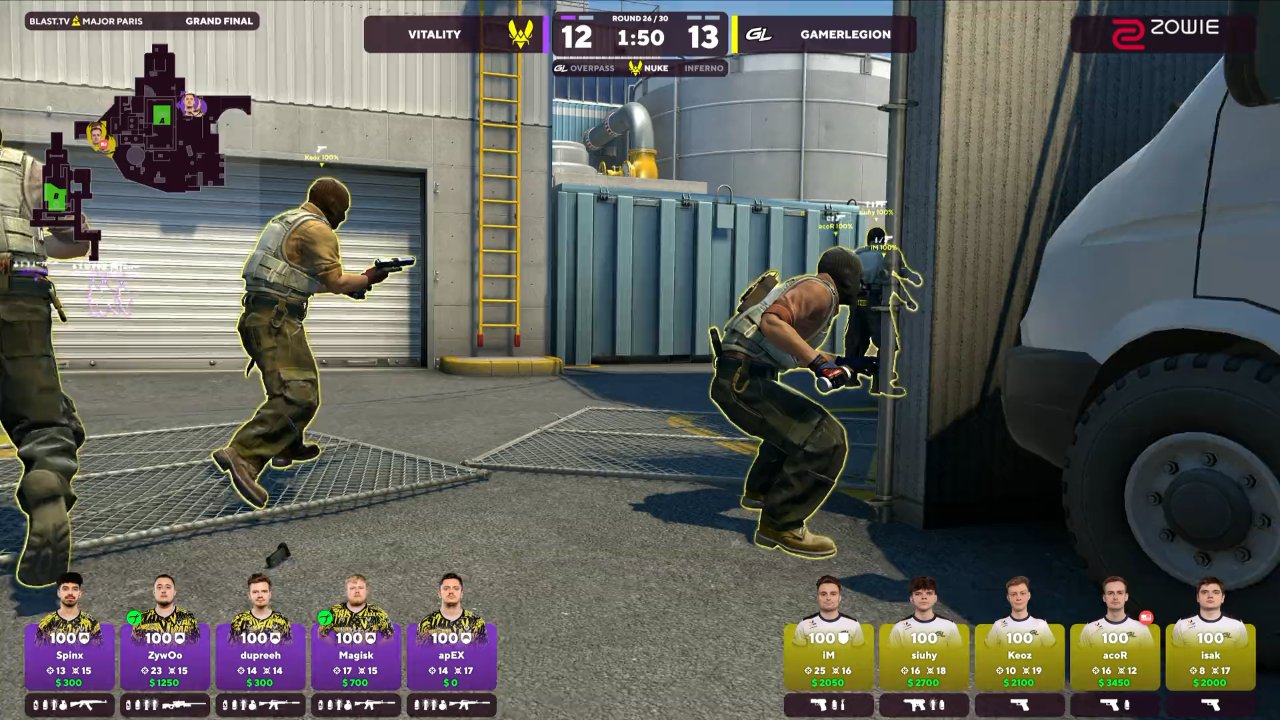 BLAST.TV MAJOR PARIS GRAND FINAL
VITALITY 12 ROUND 26 / 30 1:50 13 GL GAMERLEGION
ZOWIE
GL OVERPASS NUKE INFERNO
A
B
Keoz 100%
siuhy 100%
acoR 100%
iM 100%
100 100 100 100 100
Spinx ZywOo dupreeh Magisk apEX
13 15 23 15 14 14 17 15 14 17
$300 $1250 $300 $700 $0
100 100 100 100 100
iM siuhy Keoz acoR isak
25 16 16 18 10 19 16 12 8 17
$2050 $2700 $2100 $3450 $2000